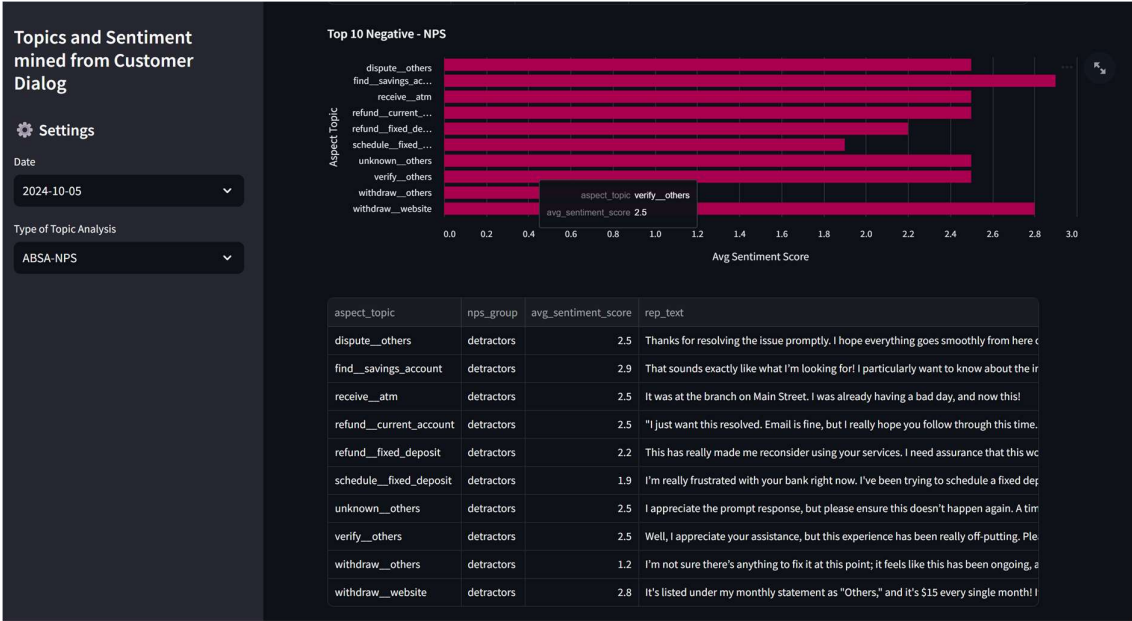 Topics and Sentiment
mined from Customer
Dialog
Settings
Date
2024-10-05
Type of Topic Analysis
ABSA-NPS
Top 10 Negative - NPS
Aspect Topic
dispute__others
find__savings_ac...
receive__atm
refund__current_...
refund__fixed_de...
schedule__fixed_...
unknown__others
verify__others
withdraw__others
withdraw__website
aspect_topic verify__others
avg_sentiment_score 2.5
0.0 0.2 0.4 0.6 0.8 1.0 1.2 1.4 1.6 1.8 2.0 2.2 2.4 2.6 2.8 3.0
Avg Sentiment Score
aspect_topic nps_group avg_sentiment_score rep_text
dispute__others detractors 2.5 Thanks for resolving the issue promptly. I hope everything goes smoothly from here
find__savings_account detractors 2.9 That sounds exactly like what I'm looking for! I particularly want to know about the
receive__atm detractors 2.5 It was at the branch on Main Street. I was already having a bad day, and now this!
refund__current_account detractors 2.5 "I just want this resolved. Email is fine, but I really hope you follow through this time.
refund__fixed_deposit detractors 2.2 This has really made me reconsider using your services. I need assurance that this
schedule__fixed_deposit detractors 1.9 I'm really frustrated with your bank right now. I've been trying to schedule a fixed
unknown__others detractors 2.5 I appreciate the prompt response, but please ensure this doesn't happen again. A
verify__others detractors 2.5 Well, I appreciate your assistance, but this experience has been really off-putting.
withdraw__others detractors 1.2 I'm not sure there's anything to fix it at this point; it feels like this has been ongoing,
withdraw__website detractors 2.8 It's listed under my monthly statement as "Others," and it's $15 every single month!